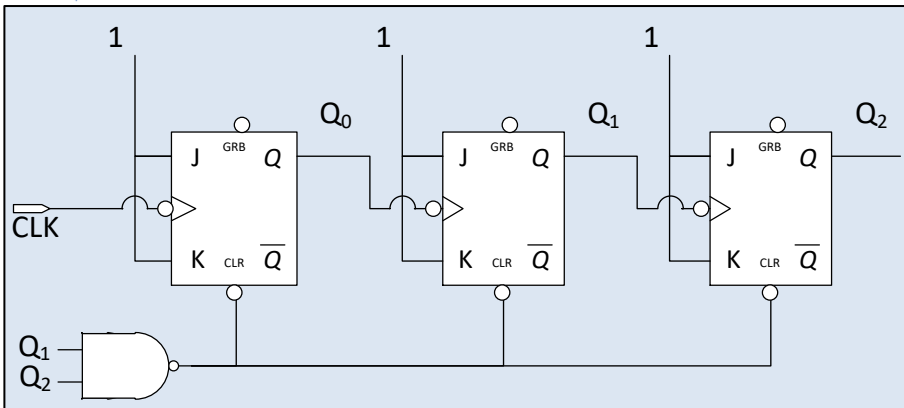 1 1 1
Q0 Q1 Q2
GRB GRB GRB
J Q J Q J Q
CLK
K CLR Q K CLR Q K CLR Q
Q1
Q2